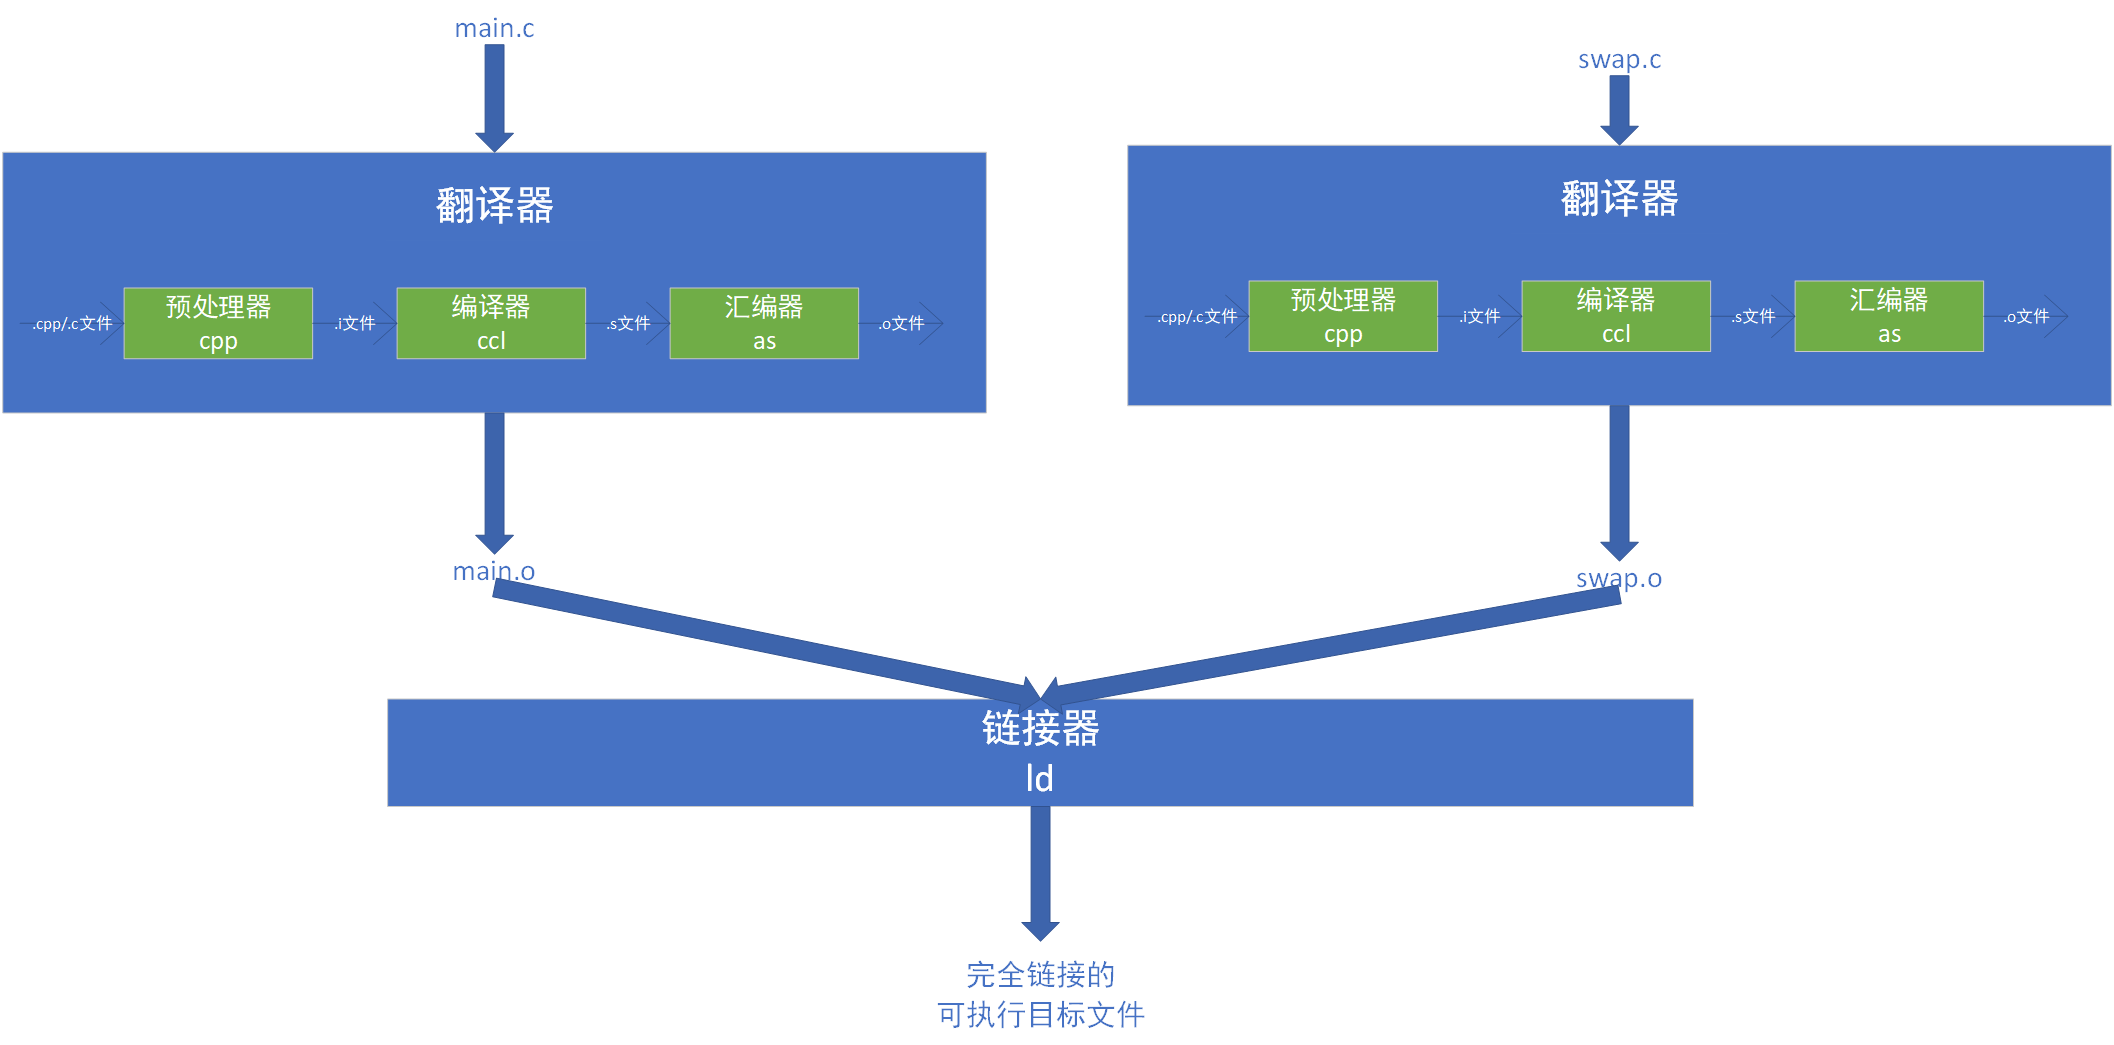 main.c
swap.c
翻译器
.cpp/.c文件
预处理器
cpp
.i文件
编译器
ccl
.s文件
汇编器
as
.o文件
翻译器
.cpp/.c文件
预处理器
cpp
.i文件
编译器
ccl
.s文件
汇编器
as
.o文件
main.o
swap.o
链接器
ld
完全链接的
可执行目标文件